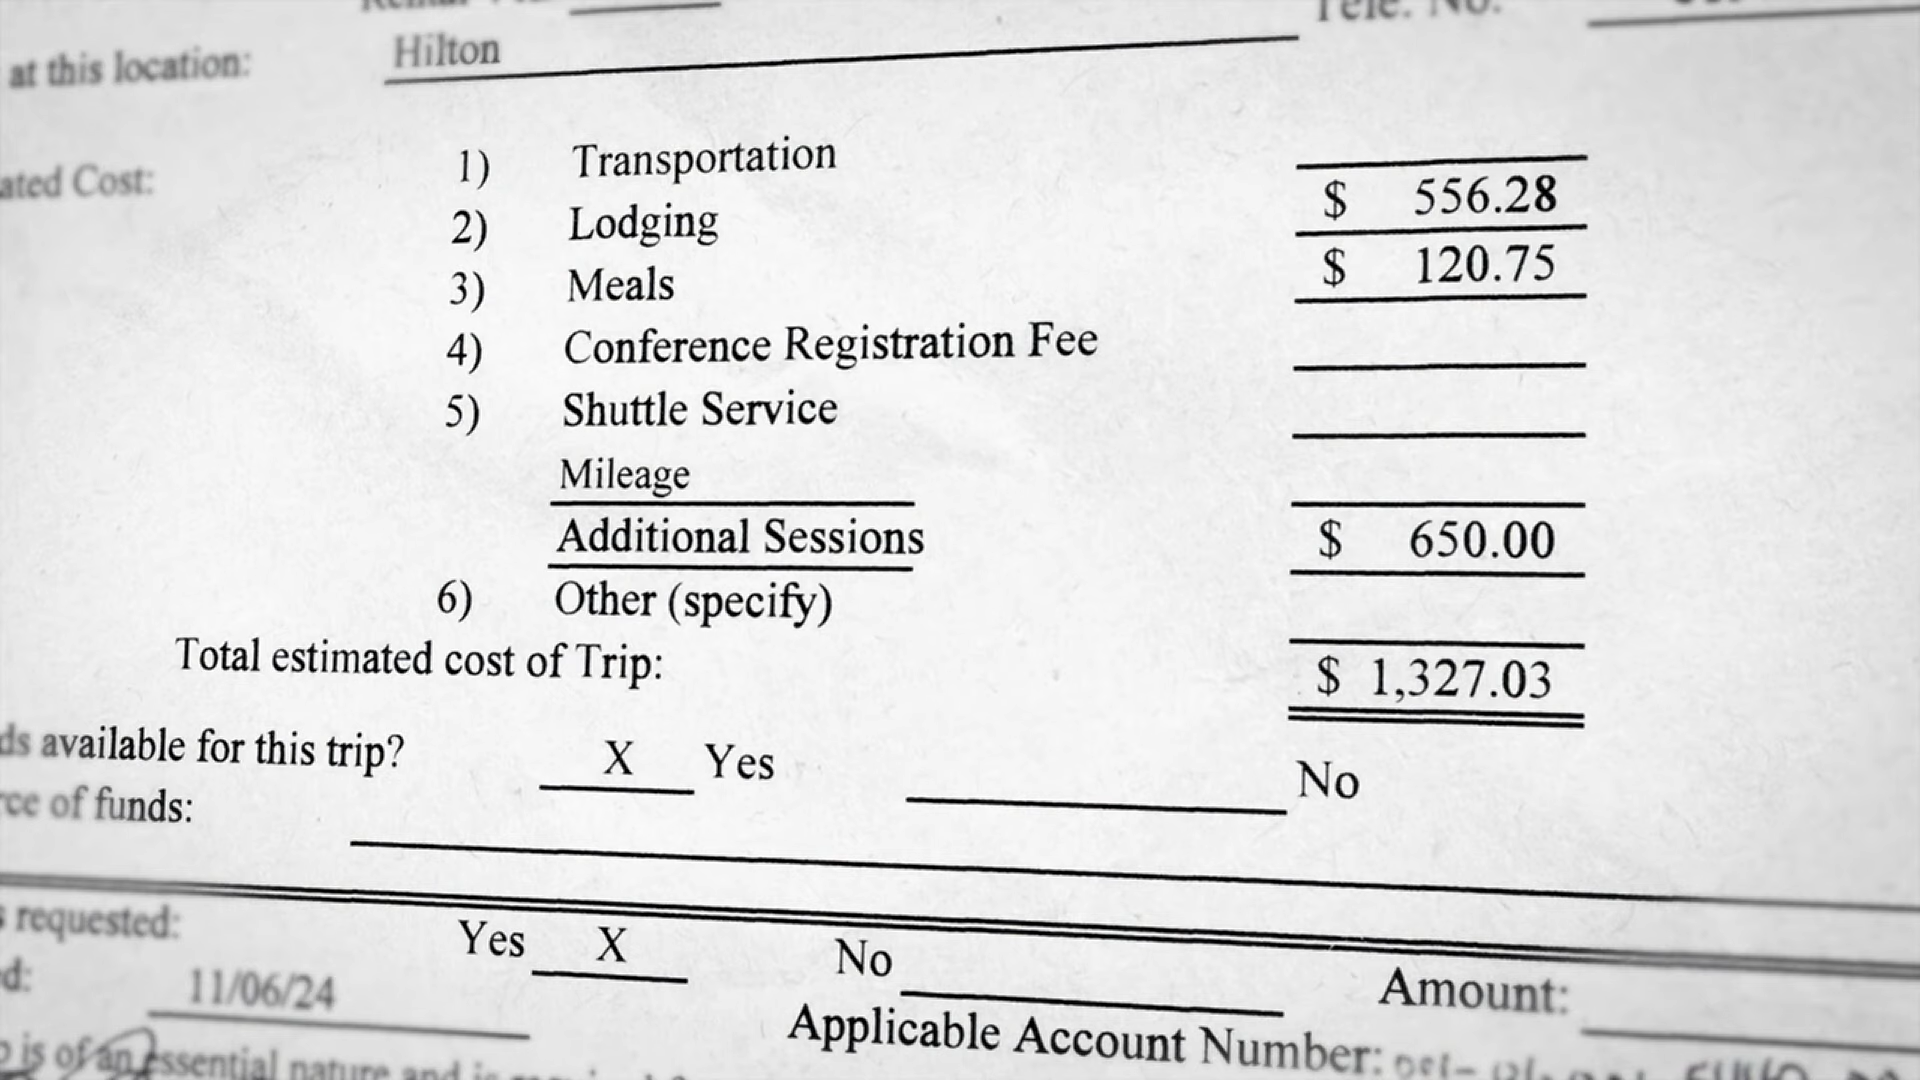 Tele. No.
at this location: Hilton
ated Cost: 1) Transportation
2) Lodging $ 556.28
3) Meals $ 120.75
4) Conference Registration Fee
5) Shuttle Service
Mileage
Additional Sessions $ 650.00
6) Other (specify)
Total estimated cost of Trip: $ 1,327.03
ds available for this trip? X Yes No
rce of funds:
s requested: Yes X No Amount:
d: 11/06/24
Applicable Account Number:
is of an essential nature and is